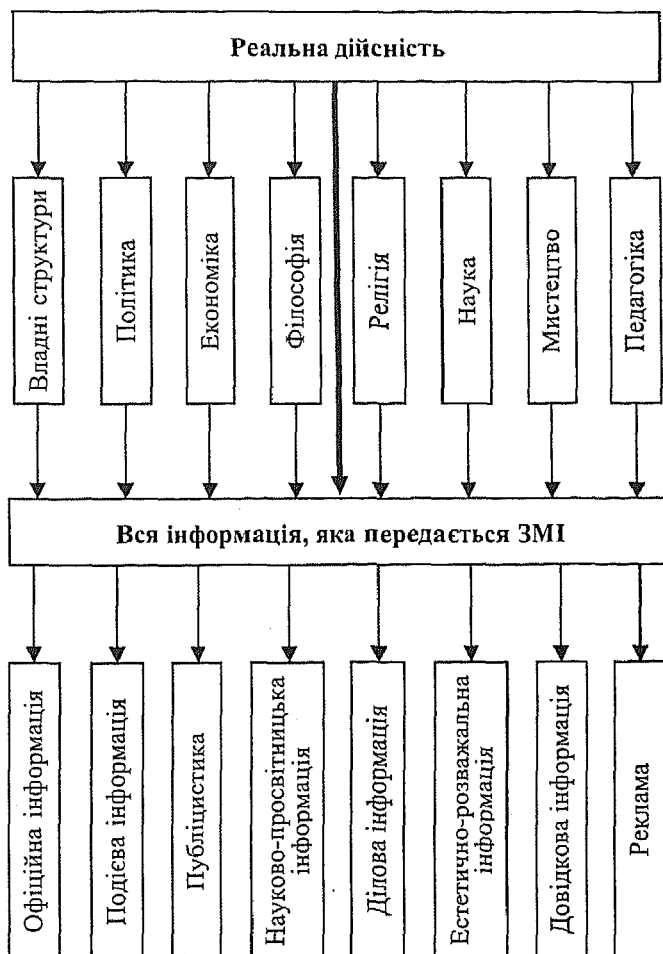 Реальна дійсність
Владні структури
Політика
Економіка
Філософія
Релігія
Наука
Мистецтво
Педагогіка
Вся інформація, яка передається ЗМІ
Офіційна інформація
Подієва інформація
Публіцистика
Науково-просвітницька
інформація
Ділова інформація
Естетично-розважальна
інформація
Довідкова інформація
Реклама